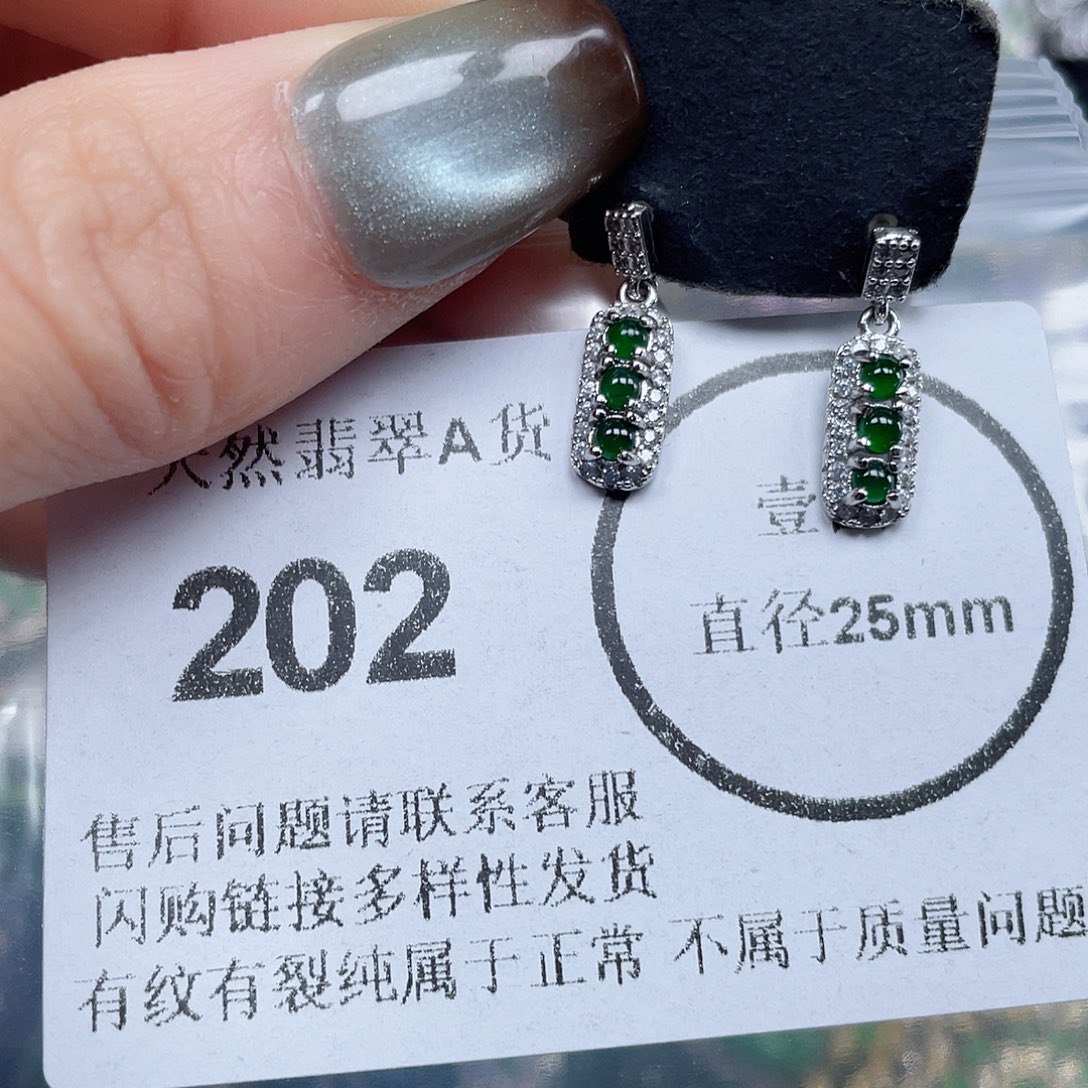 天然翡翠A货
202
壹
直径25mm
售后问题请联系客服
闪购链接多样性发货
有纹有裂纯属于正常 不属于质量问题